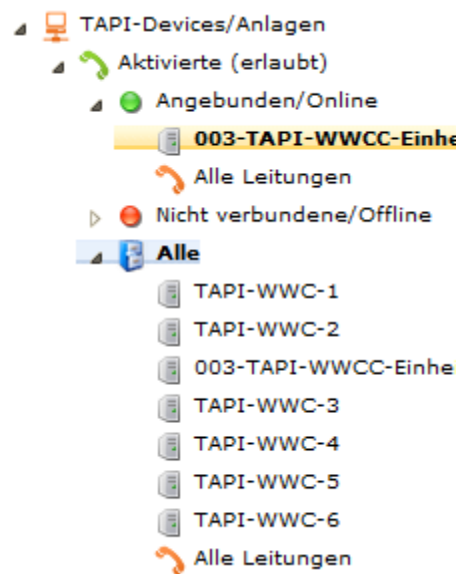 TAPI-Devices/Anlagen
Aktivierte (erlaubt)
Angebunden/Online
003-TAPI-WWCC-Einhe
Alle Leitungen
Nicht verbundene/Offline
Alle
TAPI-WWC-1
TAPI-WWC-2
003-TAPI-WWCC-Einhe
TAPI-WWC-3
TAPI-WWC-4
TAPI-WWC-5
TAPI-WWC-6
Alle Leitungen